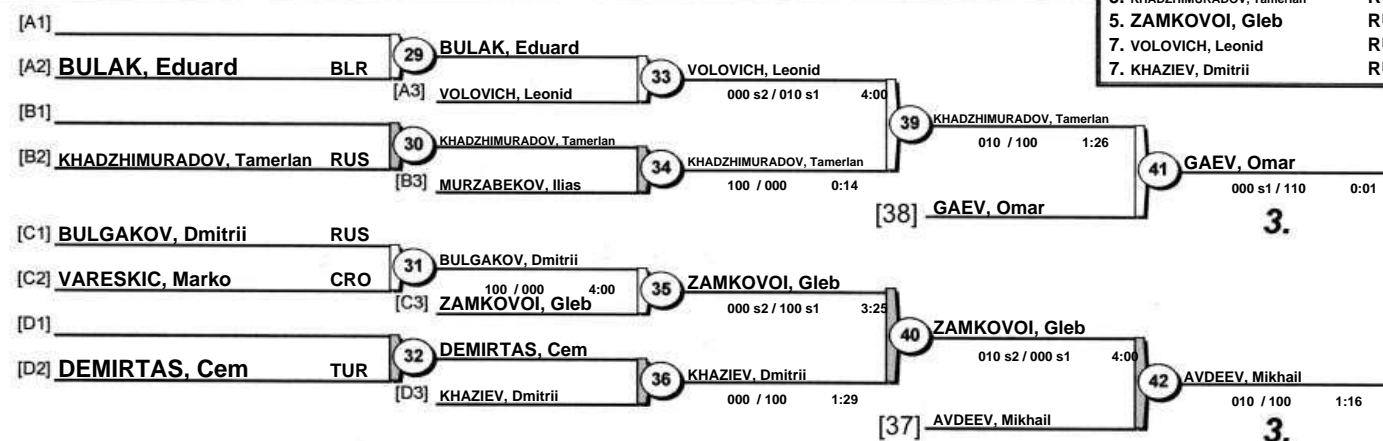 5. KHADZHIMURADOV, Tamerlan R
5. ZAMKOVOI, Gleb RU
7. VOLOVICH, Leonid RU
7. KHAZIEV, Dmitrii RU
[A1]
[A2] BULAK, Eduard BLR
29 BULAK, Eduard
[A3] VOLOVICH, Leonid
33 VOLOVICH, Leonid
000 s2 / 010 s1 4:00
[B1]
[B2] KHADZHIMURADOV, Tamerlan RUS
30 KHADZHIMURADOV, Tamerlan
[B3] MURZABEKOV, Ilias
34 KHADZHIMURADOV, Tamerlan
100 / 000 0:14
39 KHADZHIMURADOV, Tamerlan
010 / 100 1:26
[38] GAEV, Omar
41 GAEV, Omar
000 s1 / 110 0:01
3.
[C1] BULGAKOV, Dmitrii RUS
[C2] VARESKIC, Marko CRO
31 BULGAKOV, Dmitrii
100 / 000 4:00
[C3] ZAMKOVOI, Gleb
35 ZAMKOVOI, Gleb
000 s2 / 100 s1 3:25
[D1]
[D2] DEMIRTAS, Cem TUR
32 DEMIRTAS, Cem
[D3] KHAZIEV, Dmitrii
36 KHAZIEV, Dmitrii
000 / 100 1:29
40 ZAMKOVOI, Gleb
010 s2 / 000 s1 4:00
[37] AVDEEV, Mikhail
42 AVDEEV, Mikhail
010 / 100 1:16
3.